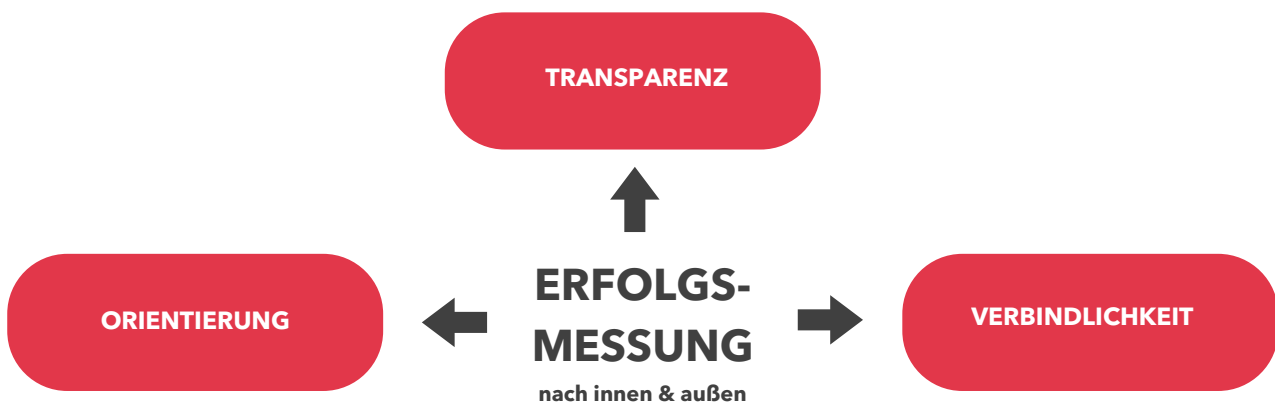 TRANSPARENZ
ORIENTIERUNG
ERFOLGS-
MESSUNG
nach innen & außen
VERBINDLICHKEIT